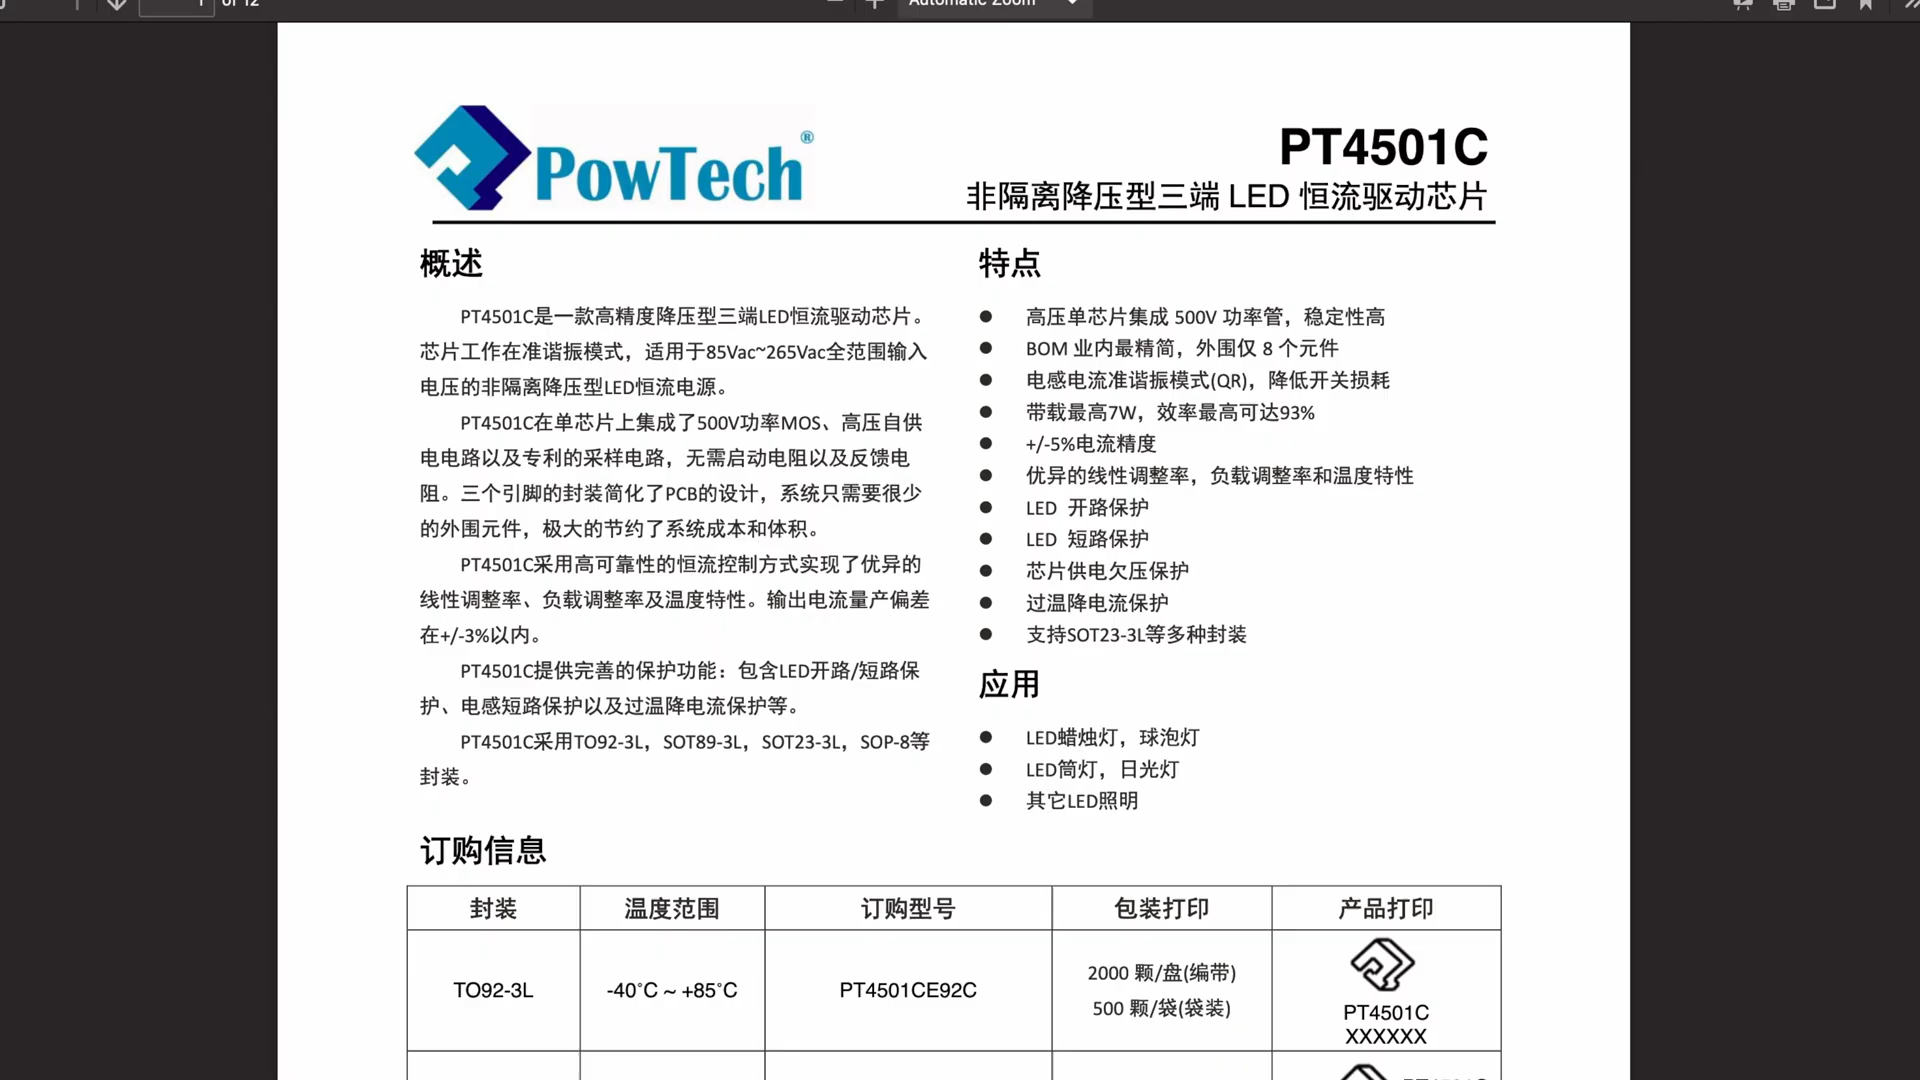 of 12
Automatic Zoom
PowTech®
PT4501C
非隔离降压型三端 LED 恒流驱动芯片
概述
PT4501C是一款高精度降压型三端LED恒流驱动芯片。
芯片工作在准谐振模式，适用于85Vac~265Vac全范围输入
电压的非隔离降压型LED恒流电源。
PT4501C在单芯片上集成了500V功率MOS、高压自供
电电路以及专利的采样电路，无需启动电阻以及反馈电
阻。三个引脚的封装简化了PCB的设计，系统只需要很少
的外围元件，极大的节约了系统成本和体积。
PT4501C采用高可靠性的恒流控制方式实现了优异的
线性调整率、负载调整率及温度特性。输出电流量产偏差
在+/-3%以内。
PT4501C提供完善的保护功能：包含LED开路/短路保
护、电感短路保护以及过温降电流保护等。
PT4501C采用TO92-3L，SOT89-3L，SOT23-3L，SOP-8等
封装。
特点
● 高压单芯片集成 500V 功率管，稳定性高
● BOM 业内最精简，外围仅 8 个元件
● 电感电流准谐振模式(QR)，降低开关损耗
● 带载最高7W，效率最高可达93%
● +/-5%电流精度
● 优异的线性调整率，负载调整率和温度特性
● LED 开路保护
● LED 短路保护
● 芯片供电欠压保护
● 过温降电流保护
● 支持SOT23-3L等多种封装
应用
● LED蜡烛灯，球泡灯
● LED筒灯，日光灯
● 其它LED照明
订购信息
封装 温度范围 订购型号 包装打印 产品打印
TO92-3L -40°C ~ +85°C PT4501CE92C
2000 颗/盘(编带)
500 颗/袋(袋装)
PT4501C
XXXXXX